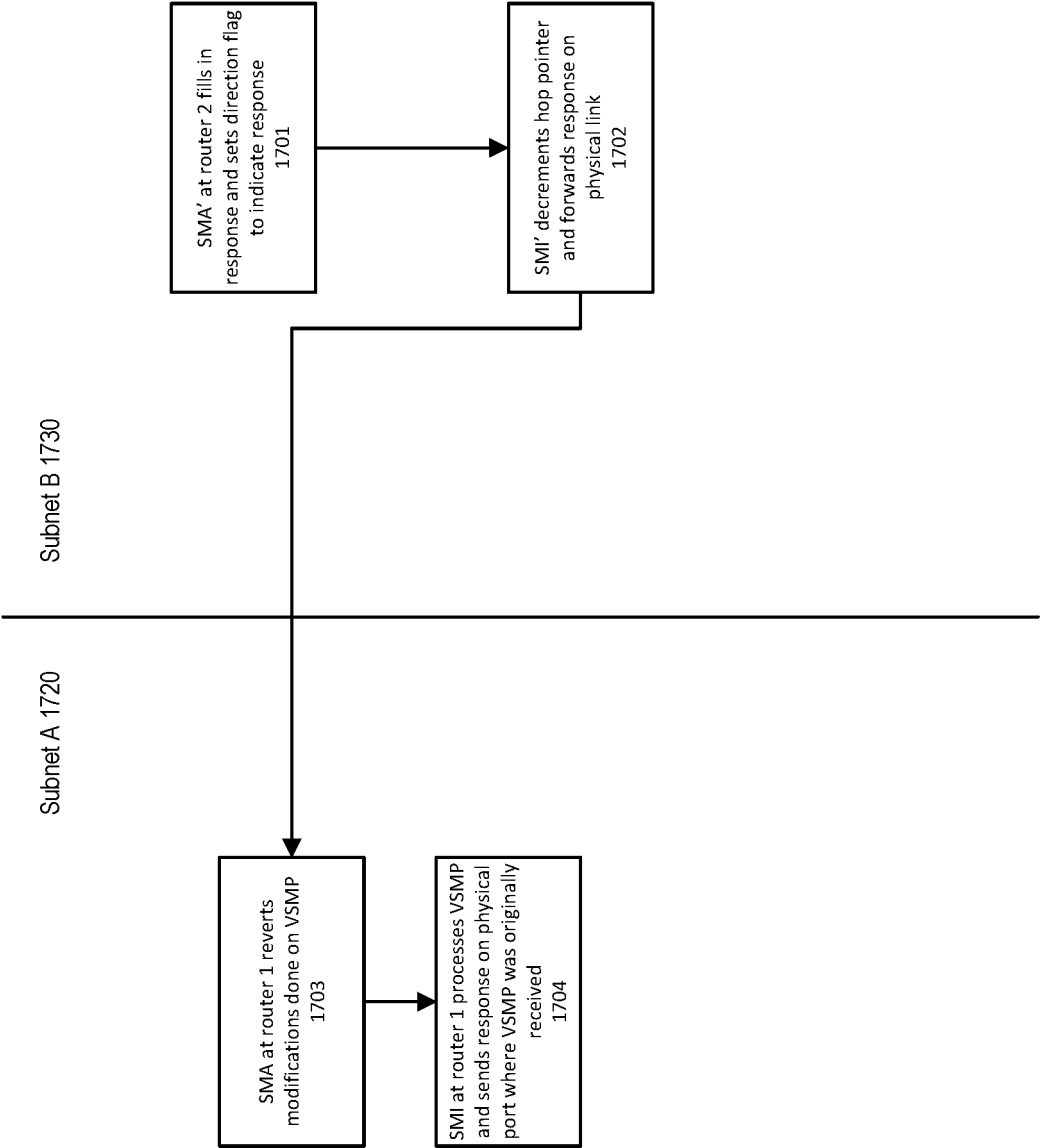 Subnet A 1720
Subnet B 1730
SMA’ at router 2 fills in
response and sets direction flag
to indicate response
1701
SMI’ decrements hop pointer
and forwards response on
physical link
1702
SMA at router 1 reverts
modifications done on VSMP
1703
SMI at router 1 processes VSMP
and sends response on physical
port where VSMP was originally
received
1704